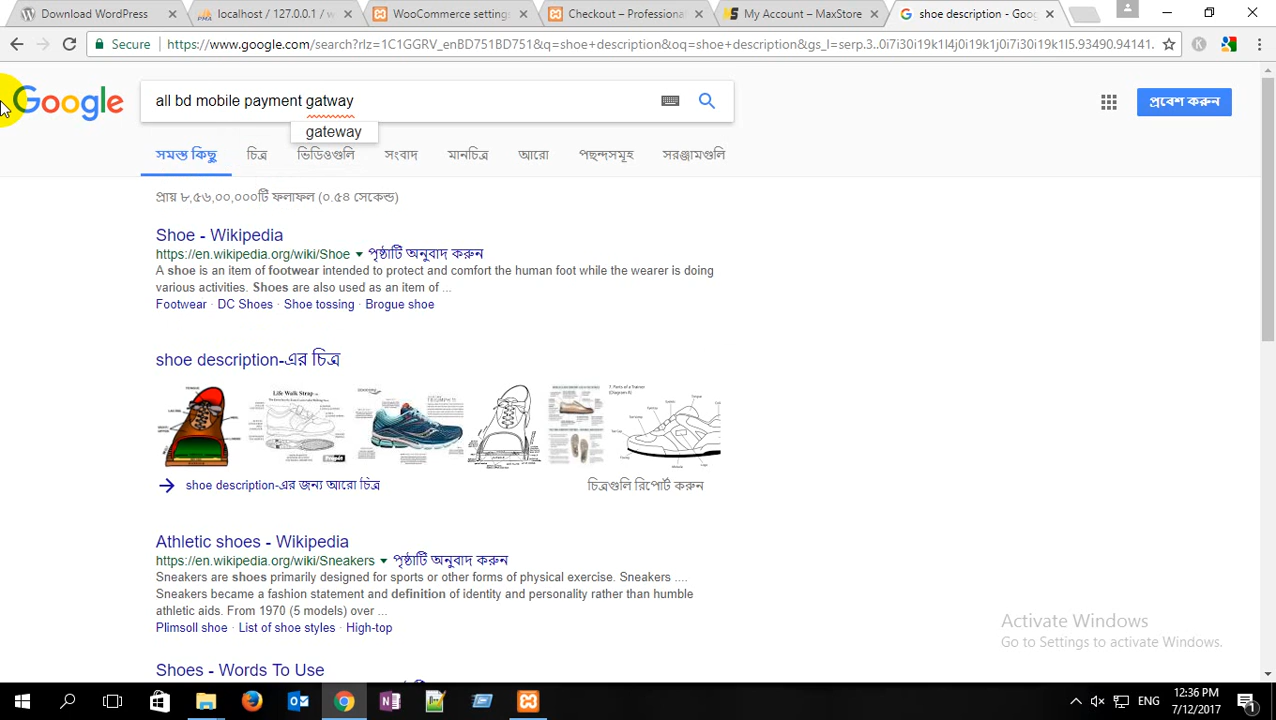 Download WordPress
localhost / 127.0.0.1 / w
WooCommerce settings
Checkout – Professional
My Account – MaxStore
shoe description - Goog
Secure https://www.google.com/search?rlz=1C1GGRV_enBD751BD751&q=shoe+description&oq=shoe+description&gs_l=serp.3..0i7i30i19k1l4j0i19k1j0i7i30i19k1l5.93490.94141.
Google
all bd mobile payment gatway
gateway
প্রবেশ করুন
সমস্ত কিছু চিত্র ভিডিওগুলি সংবাদ মানচিত্র আরো পছন্দসমূহ সরঞ্জামগুলি
প্রায় ৮,৫৬,০০,০০০টি ফলাফল (০.৫৪ সেকেন্ড)
Shoe - Wikipedia
https://en.wikipedia.org/wiki/Shoe পৃষ্ঠাটি অনুবাদ করুন
A shoe is an item of footwear intended to protect and comfort the human foot while the wearer is doing
various activities. Shoes are also used as an item of ...
Footwear · DC Shoes · Shoe tossing · Brogue shoe
shoe description-এর চিত্র
Life Walk Strap
shoe description-এর জন্য আরো চিত্র
চিত্রগুলি রিপোর্ট করুন
Athletic shoes - Wikipedia
https://en.wikipedia.org/wiki/Sneakers পৃষ্ঠাটি অনুবাদ করুন
Sneakers are shoes primarily designed for sports or other forms of physical exercise. Sneakers ....
Sneakers became a fashion statement and definition of identity and personality rather than humble
athletic aids. From 1970 (5 models) over ...
Plimsoll shoe · List of shoe styles · High-top
Shoes - Words To Use
Activate Windows
Go to Settings to activate Windows.
ENG
12:36 PM
7/12/2017
1